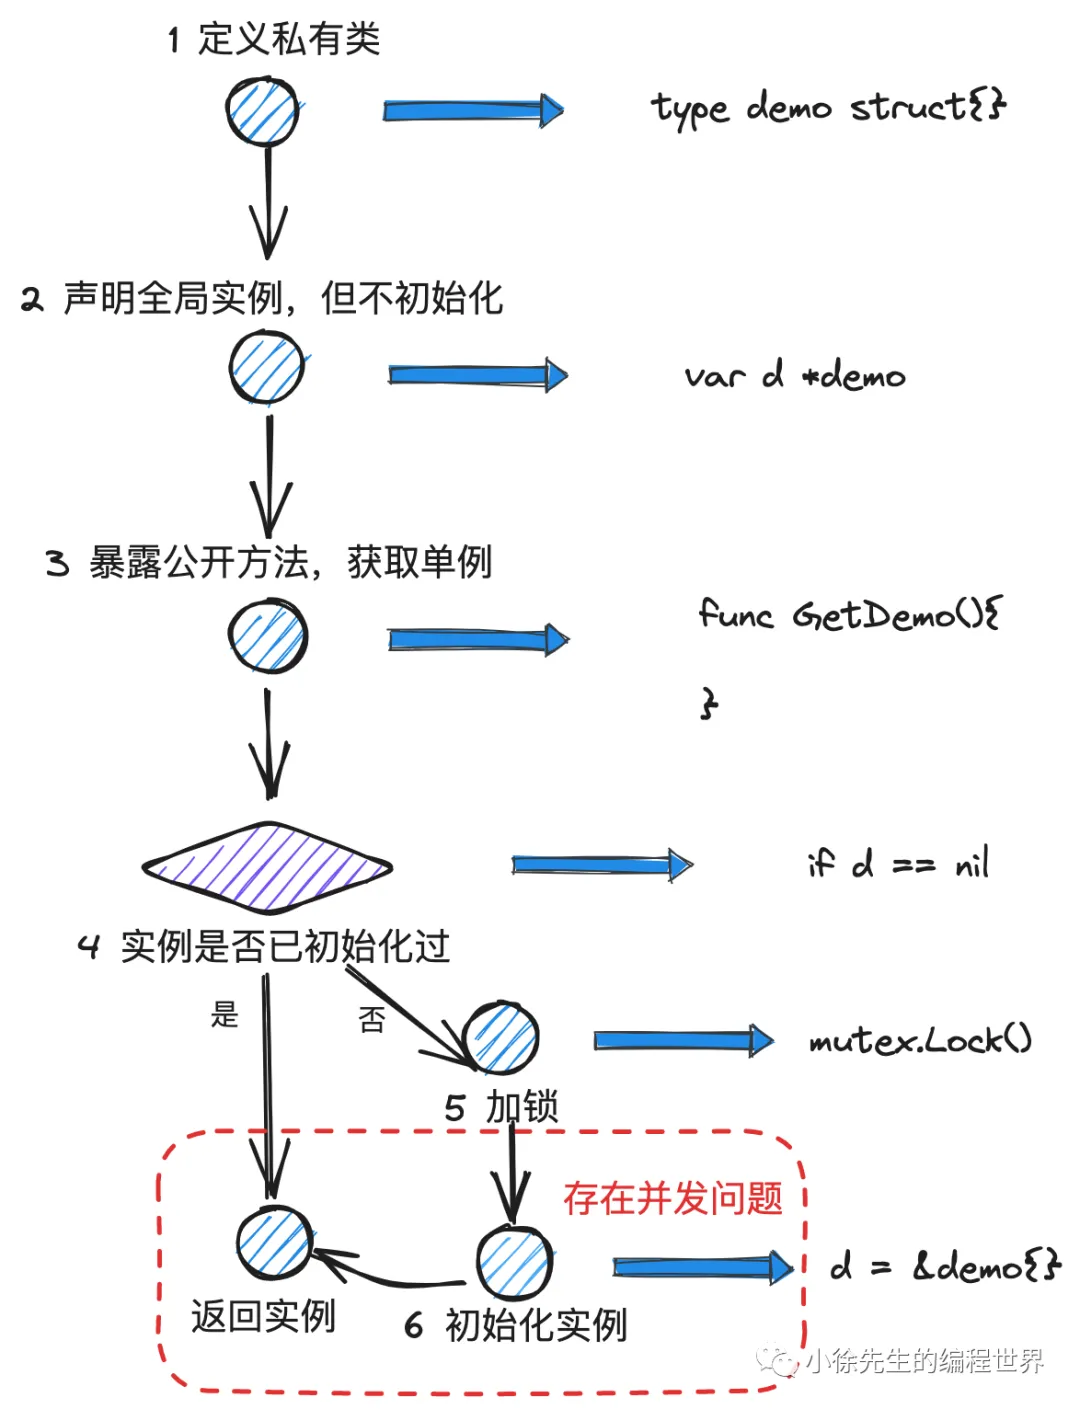 1 定义私有类
type demo struct{}
2 声明全局实例，但不初始化
var d *demo
3 暴露公开方法，获取单例
func GetDemo(){
}
if d == nil
4 实例是否已初始化过
是
否
mutex.Lock()
5 加锁
存在并发问题
d = &demo{}
返回实例
6 初始化实例
小徐先生的编程世界